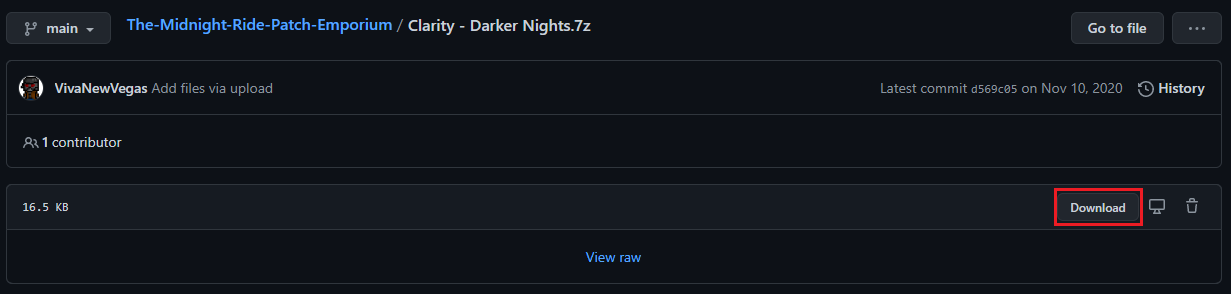 main
The-Midnight-Ride-Patch-Emporium / Clarity - Darker Nights.7z
Go to file
VivaNewVegas Add files via upload
Latest commit d569c05 on Nov 10, 2020
History
1 contributor
16.5 KB
Download
View raw